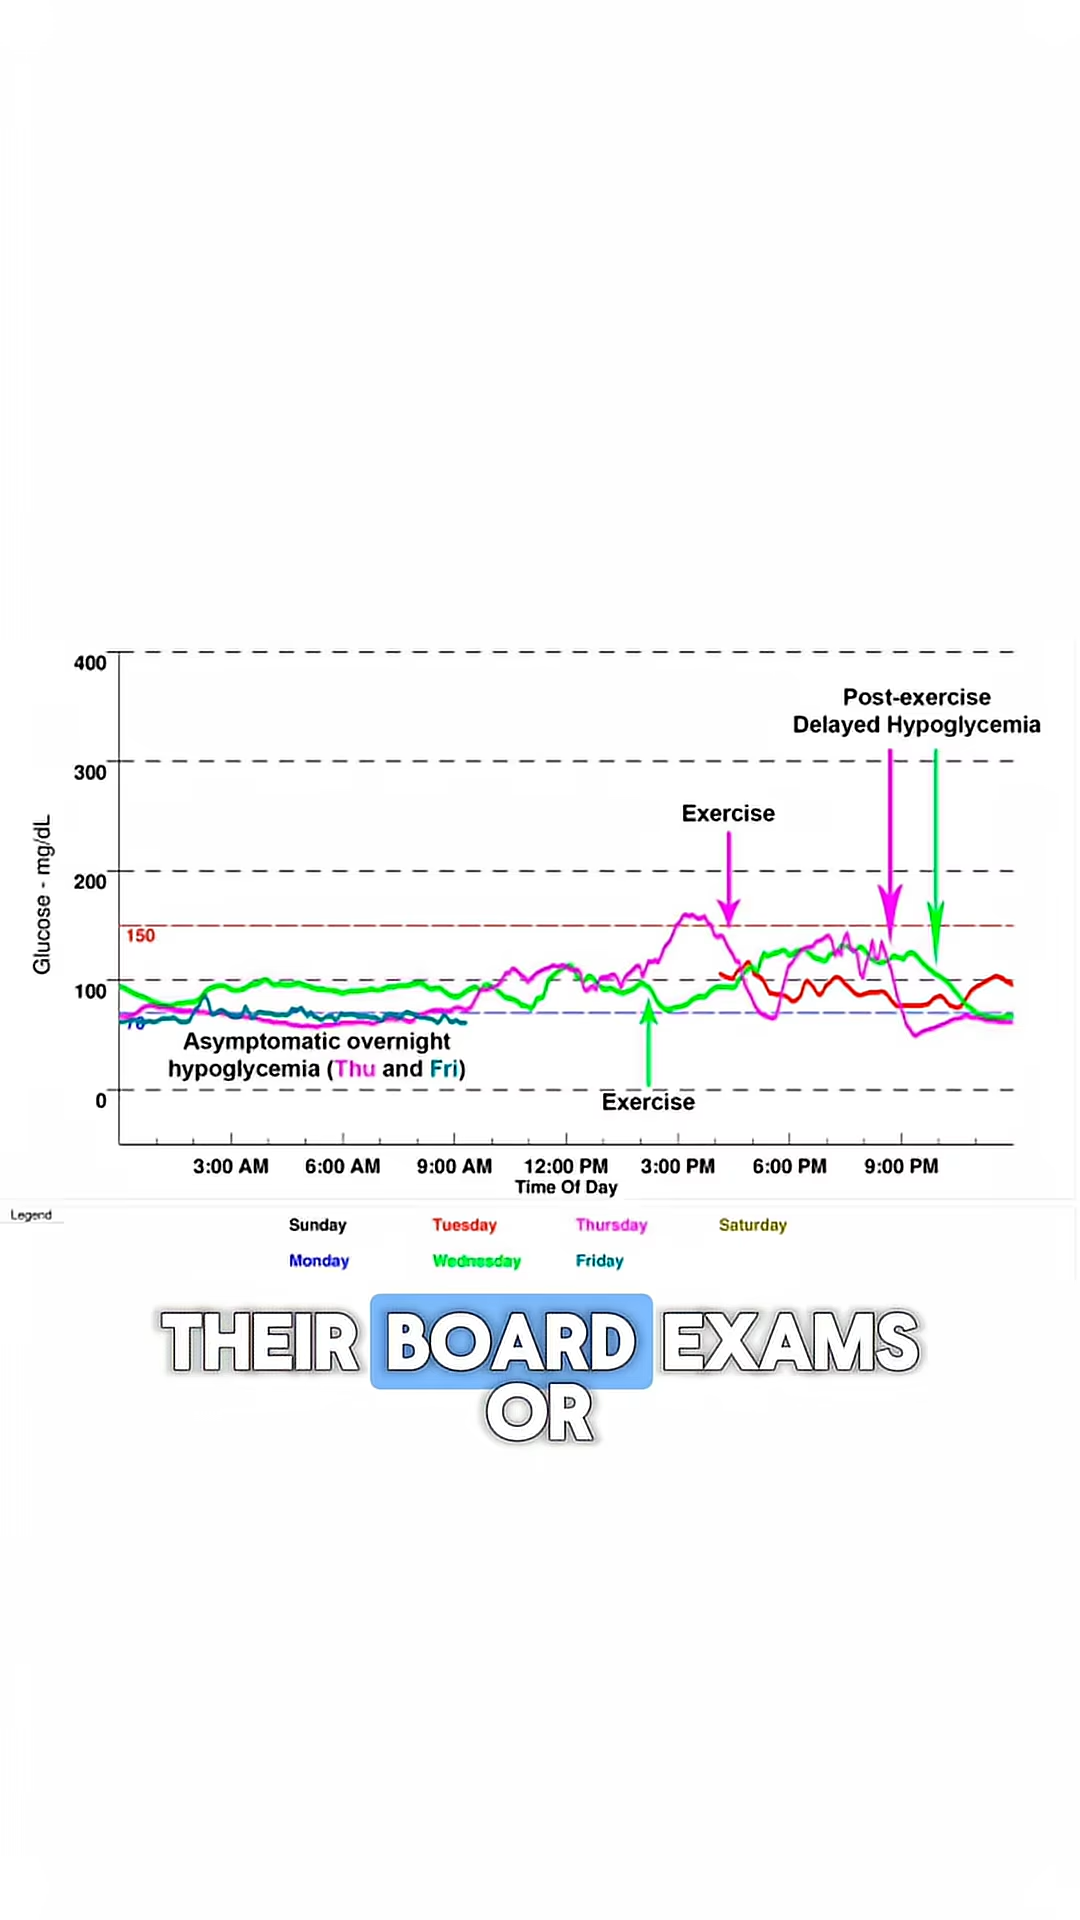 400
Post-exercise
Delayed Hypoglycemia
300
Exercise
Glucose - mg/dL
200
150
100
70
Asymptomatic overnight
hypoglycemia (Thu and Fri)
0
Exercise
3:00 AM 6:00 AM 9:00 AM 12:00 PM 3:00 PM 6:00 PM 9:00 PM
Time Of Day
Legend
Sunday Tuesday Thursday Saturday
Monday Wednesday Friday
THEIR BOARD EXAMS
OR